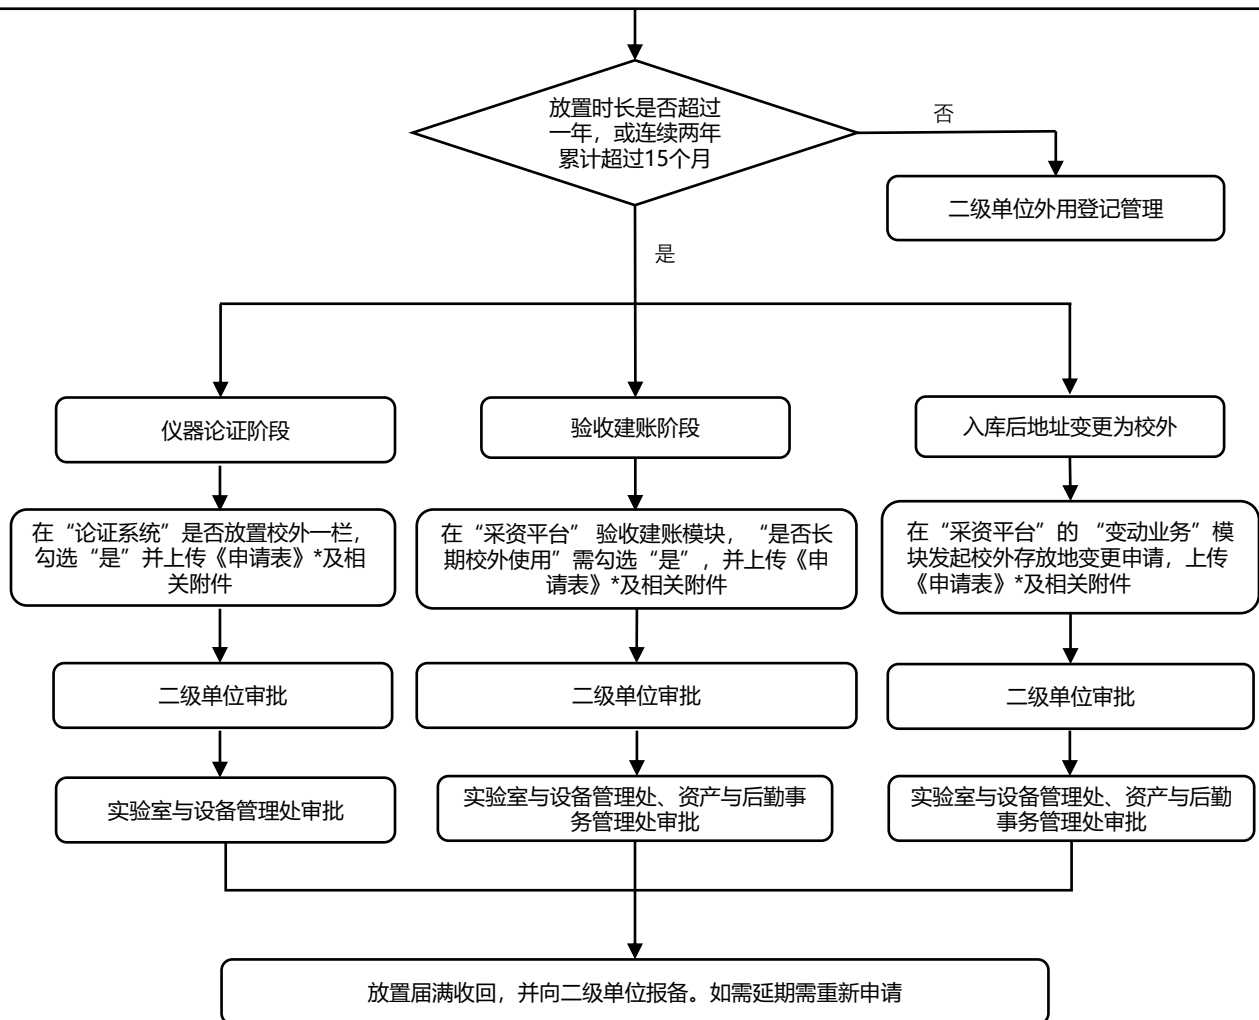 放置时长是否超过
一年，或连续两年
累计超过15个月
否
二级单位外用登记管理
是
仪器论证阶段
验收建账阶段
入库后地址变更为校外
在“论证系统”是否放置校外一栏，
勾选“是”并上传《申请表》*及相
关附件
在“采资平台” 验收建账模块，“是否长
期校外使用”需勾选“是”，并上传《申
请表》*及相关附件
在“采资平台”的 “变动业务”模
块发起校外存放地变更申请，上传
《申请表》*及相关附件
二级单位审批
二级单位审批
二级单位审批
实验室与设备管理处审批
实验室与设备管理处、资产与后勤事
务管理处审批
实验室与设备管理处、资产与后勤
事务管理处审批
放置届满收回，并向二级单位报备。如需延期需重新申请